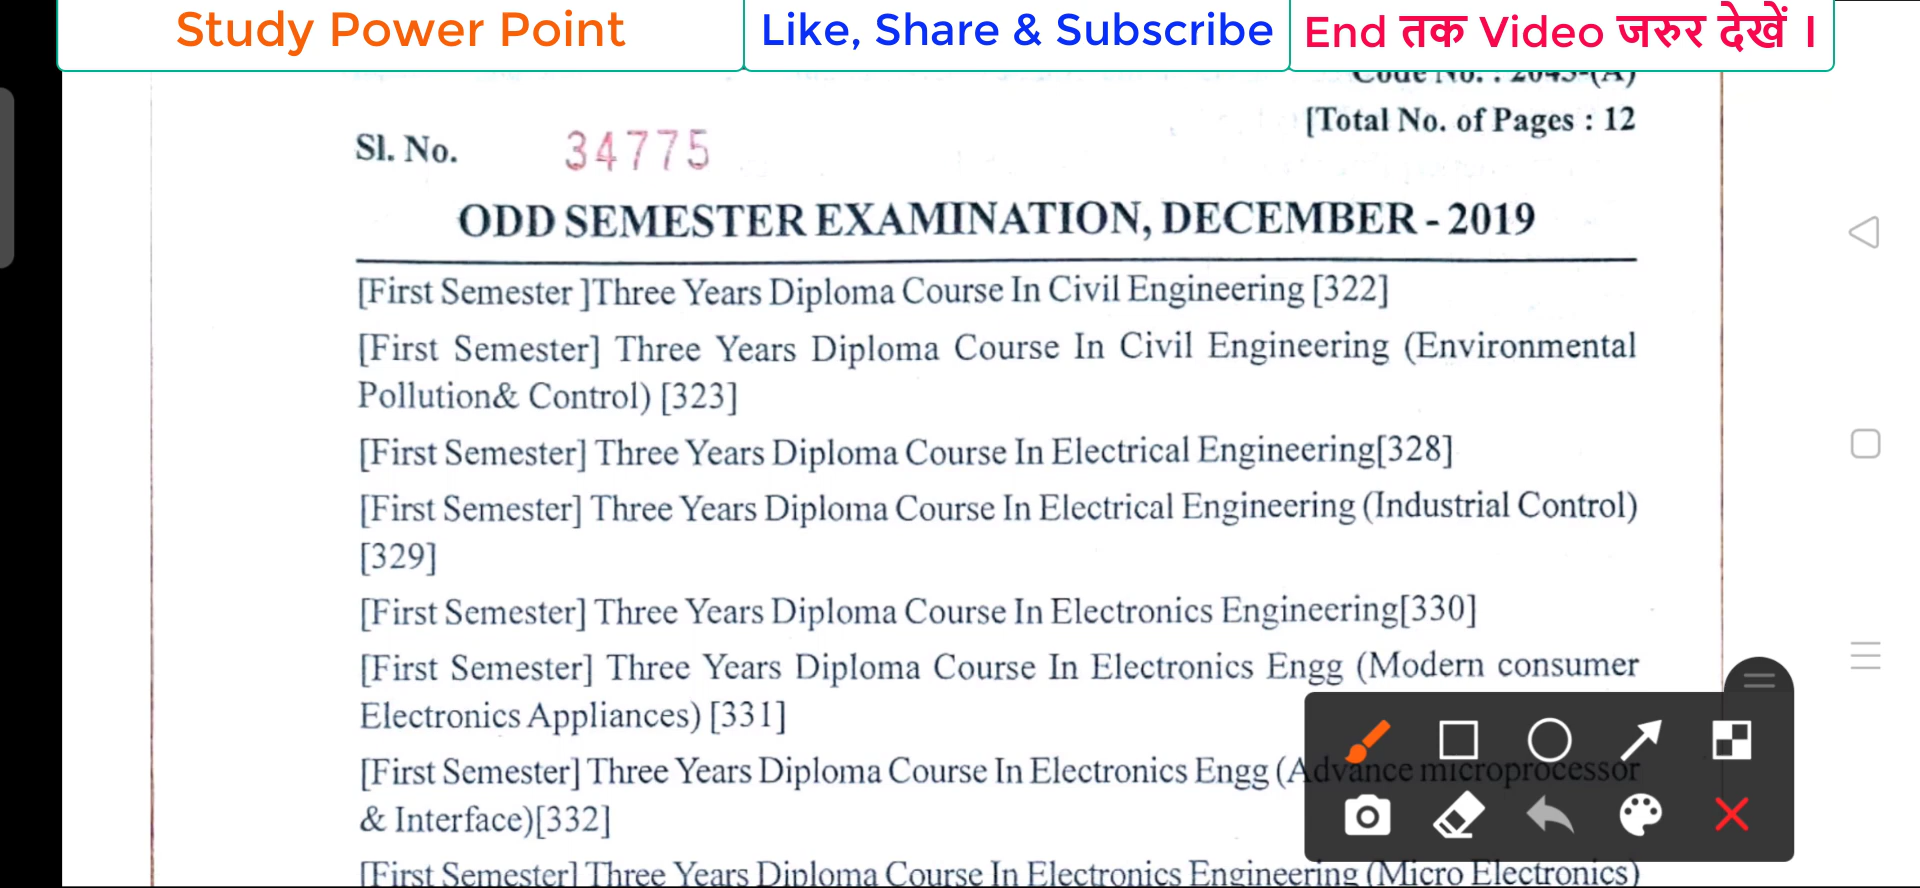 Study Power Point
Like, Share & Subscribe
End तक Video जरुर देखें ।
Code No. : 2045-(A)
[Total No. of Pages : 12
Sl. No. 34775
ODD SEMESTER EXAMINATION, DECEMBER - 2019
[First Semester ]Three Years Diploma Course In Civil Engineering [322]
[First Semester] Three Years Diploma Course In Civil Engineering (Environmental
Pollution& Control) [323]
[First Semester] Three Years Diploma Course In Electrical Engineering[328]
[First Semester] Three Years Diploma Course In Electrical Engineering (Industrial Control)
[329]
[First Semester] Three Years Diploma Course In Electronics Engineering[330]
[First Semester] Three Years Diploma Course In Electronics Engg (Modern consumer
Electronics Appliances) [331]
[First Semester] Three Years Diploma Course In Electronics Engg (Advance microprocessor
& Interface)[332]
[First Semester] Three Years Diploma Course In Electronics Engineering (Micro Electronics)